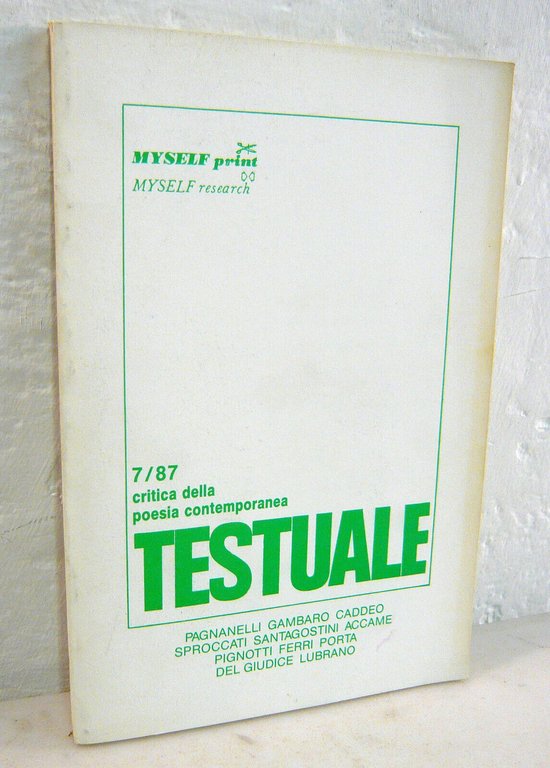 MYSELF print
MYSELF research
7/87
critica della
poesia contemporanea
TESTUALE
PAGNANELLI GAMBARO CADDEO
SPROCCATI SANTAGOSTINI ACCAME
PIGNOTTI FERRI PORTA
DEL GIUDICE LUBRANO